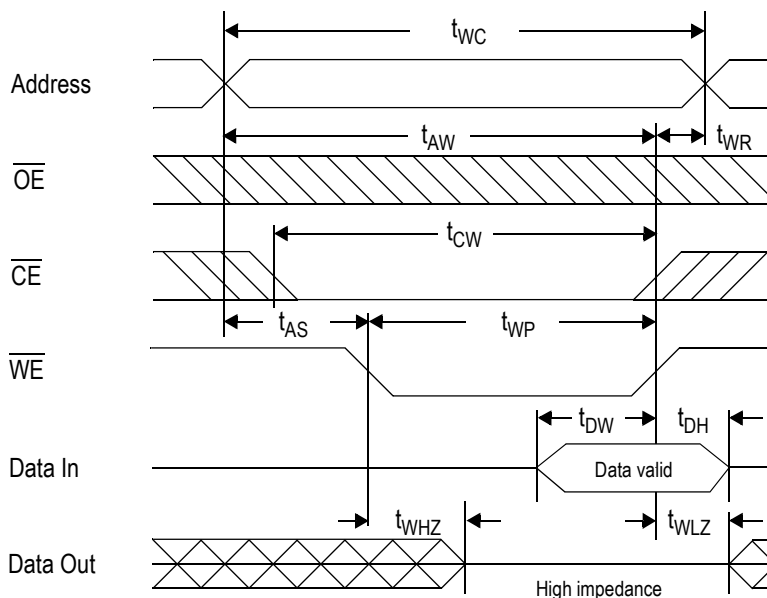 tWC
Address
tAW
tWR
OE
tCW
CE
tAS
tWP
WE
tDW
tDH
Data In
Data valid
tWHZ
tWLZ
Data Out
High impedance